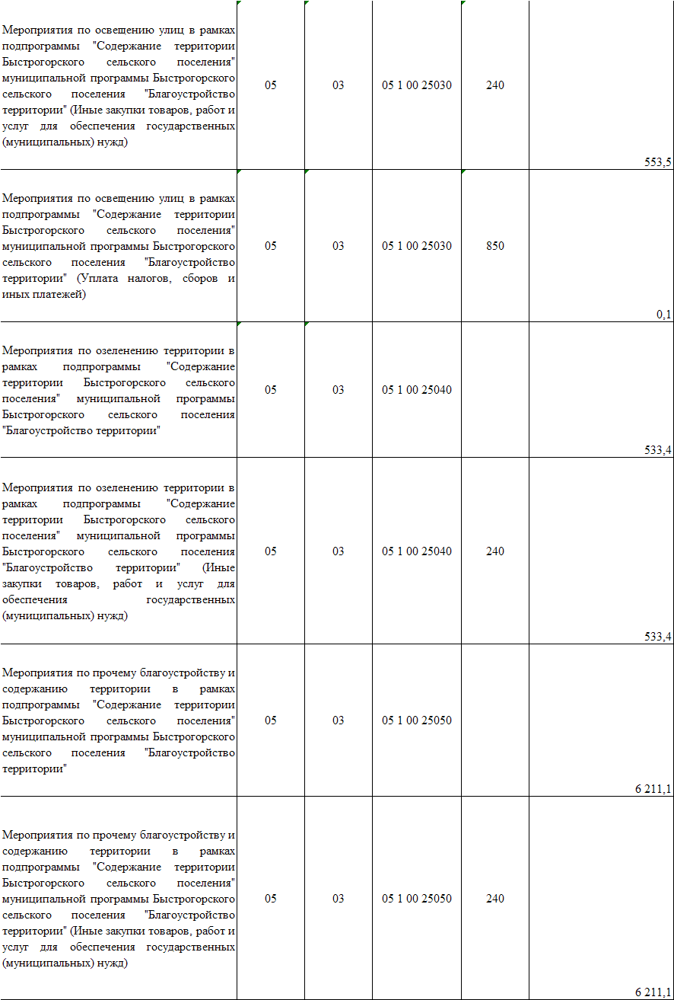 Мероприятия по освещению улиц в рамках
подпрограммы "Содержание территории
Быстрогорского сельского поселения"
муниципальной программы Быстрогорского
сельского поселения "Благоустройство
территории" (Иные закупки товаров, работ и
услуг для обеспечения государственных
(муниципальных) нужд)
05 03 05 1 00 25030 240
553,5
Мероприятия по освещению улиц в рамках
подпрограммы "Содержание территории
Быстрогорского сельского поселения"
муниципальной программы Быстрогорского
сельского поселения "Благоустройство
территории" (Уплата налогов, сборов и
иных платежей)
05 03 05 1 00 25030 850
0,1
Мероприятия по озеленению территории в
рамках подпрограммы "Содержание
территории Быстрогорского сельского
поселения" муниципальной программы
Быстрогорского сельского поселения
"Благоустройство территории"
05 03 05 1 00 25040
533,4
Мероприятия по озеленению территории в
рамках подпрограммы "Содержание
территории Быстрогорского сельского
поселения" муниципальной программы
Быстрогорского сельского поселения
"Благоустройство территории" (Иные
закупки товаров, работ и услуг для
обеспечения государственных
(муниципальных) нужд)
05 03 05 1 00 25040 240
533,4
Мероприятия по прочему благоустройству и
содержанию территории в рамках
подпрограммы "Содержание территории
Быстрогорского сельского поселения"
муниципальной программы Быстрогорского
сельского поселения "Благоустройство
территории"
05 03 05 1 00 25050
6 211,1
Мероприятия по прочему благоустройству и
содержанию территории в рамках
подпрограммы "Содержание территории
Быстрогорского сельского поселения"
муниципальной программы Быстрогорского
сельского поселения "Благоустройство
территории" (Иные закупки товаров, работ и
услуг для обеспечения государственных
(муниципальных) нужд)
05 03 05 1 00 25050 240
6 211,1